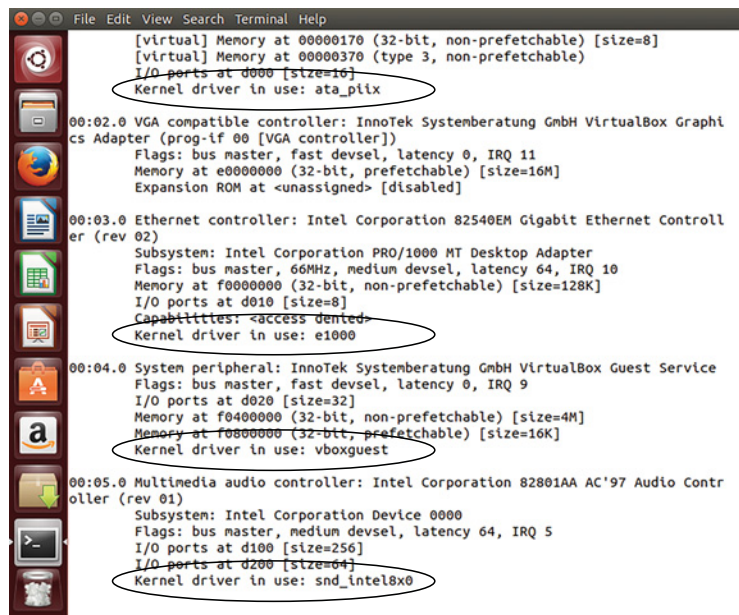 File Edit View Search Terminal Help
[virtual] Memory at 00000170 (32-bit, non-prefetchable) [size=8]
[virtual] Memory at 00000370 (type 3, non-prefetchable)
I/O ports at d000 [size=16]
Kernel driver in use: ata_piix
00:02.0 VGA compatible controller: InnoTek Systemberatung GmbH VirtualBox Graphi
cs Adapter (prog-if 00 [VGA controller])
Flags: bus master, fast devsel, latency 0, IRQ 11
Memory at e0000000 (32-bit, prefetchable) [size=16M]
Expansion ROM at <unassigned> [disabled]
00:03.0 Ethernet controller: Intel Corporation 82540EM Gigabit Ethernet Controll
er (rev 02)
Subsystem: Intel Corporation PRO/1000 MT Desktop Adapter
Flags: bus master, 66MHz, medium devsel, latency 64, IRQ 10
Memory at f0000000 (32-bit, non-prefetchable) [size=128K]
I/O ports at d010 [size=8]
Capabilities: <access denied>
Kernel driver in use: e1000
00:04.0 System peripheral: InnoTek Systemberatung GmbH VirtualBox Guest Service
Flags: bus master, fast devsel, latency 0, IRQ 9
I/O ports at d020 [size=32]
Memory at f0400000 (32-bit, non-prefetchable) [size=4M]
Memory at f0800000 (32-bit, prefetchable) [size=16K]
Kernel driver in use: vboxguest
00:05.0 Multimedia audio controller: Intel Corporation 82801AA AC'97 Audio Contr
oller (rev 01)
Subsystem: Intel Corporation Device 0000
Flags: bus master, medium devsel, latency 64, IRQ 5
I/O ports at d100 [size=256]
I/O ports at d200 [size=64]
Kernel driver in use: snd_intel8x0